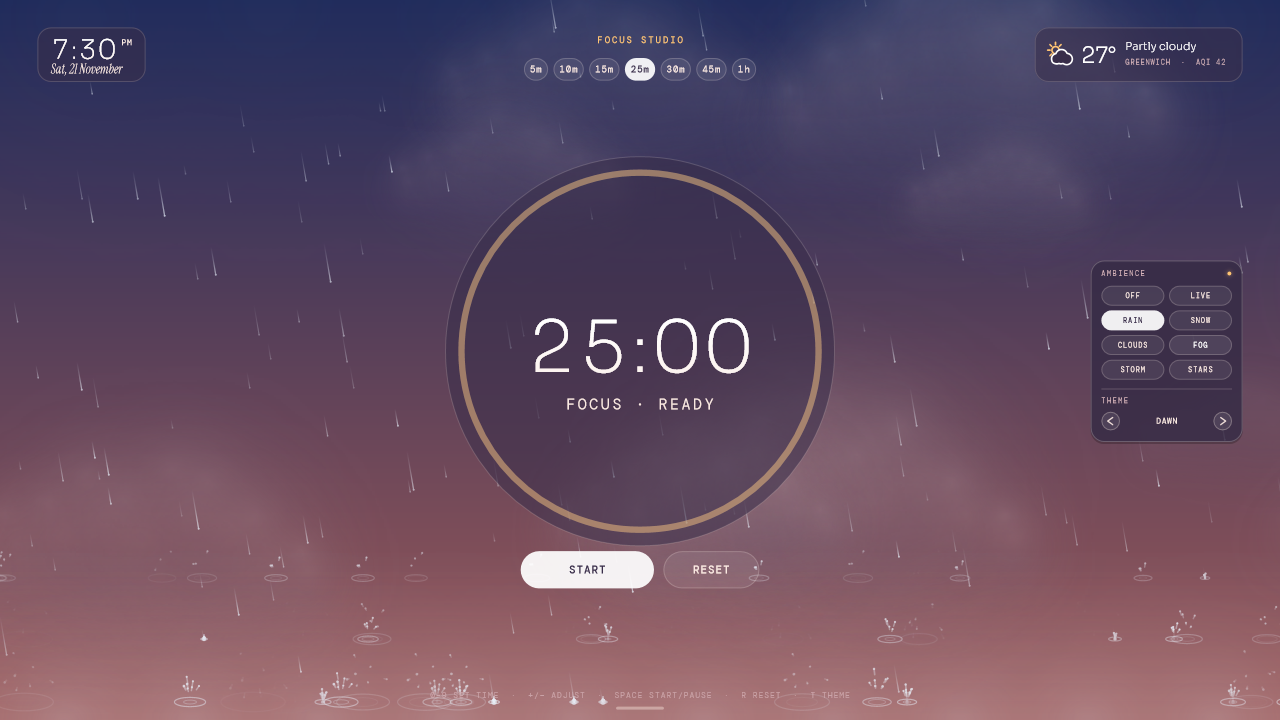 7:30 PM
Sat, 21 November
FOCUS STUDIO
5m 10m 15m 25m 30m 45m 1h
27° Partly cloudy
GREENWICH - AQI 42
AMBIENCE
OFF LIVE
RAIN SNOW
CLOUDS FOG
STORM STARS
THEME
< DAWN >
25:00
FOCUS · READY
START RESET
TIME · +/- ADJUST · SPACE START/PAUSE · R RESET · T THEME